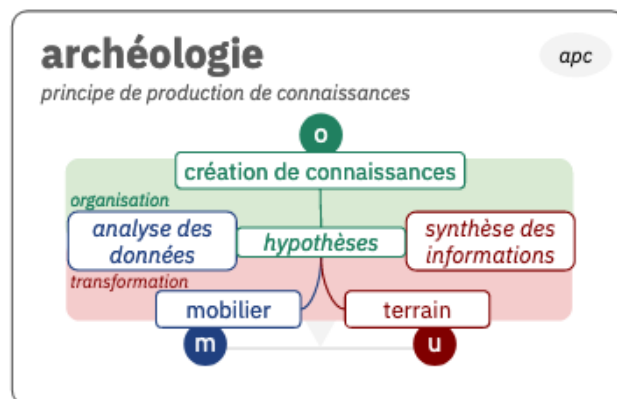 archéologie
apc
principe de production de connaissances
o
création de connaissances
organisation
analyse des
données
hypothèses
synthèse des
informations
transformation
mobilier
terrain
m
u